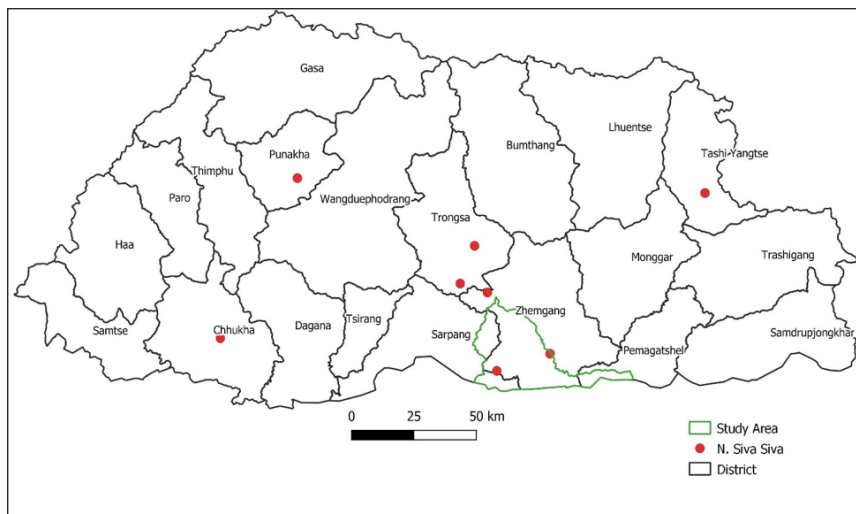 Gasa
Lhuentse
Bumthang
Punakha
Tashi-Yangtse
Thimphu
Paro
Wangduephodrang
Trongsa
Haa
Monggar
Trashigang
Zhemgang
Samtse
Chhukha
Dagana
Tsirang
Sarpang
Pemagatshel
Samdrupjongkhar
0 25 50 km
Study Area
N. Siva Siva
District